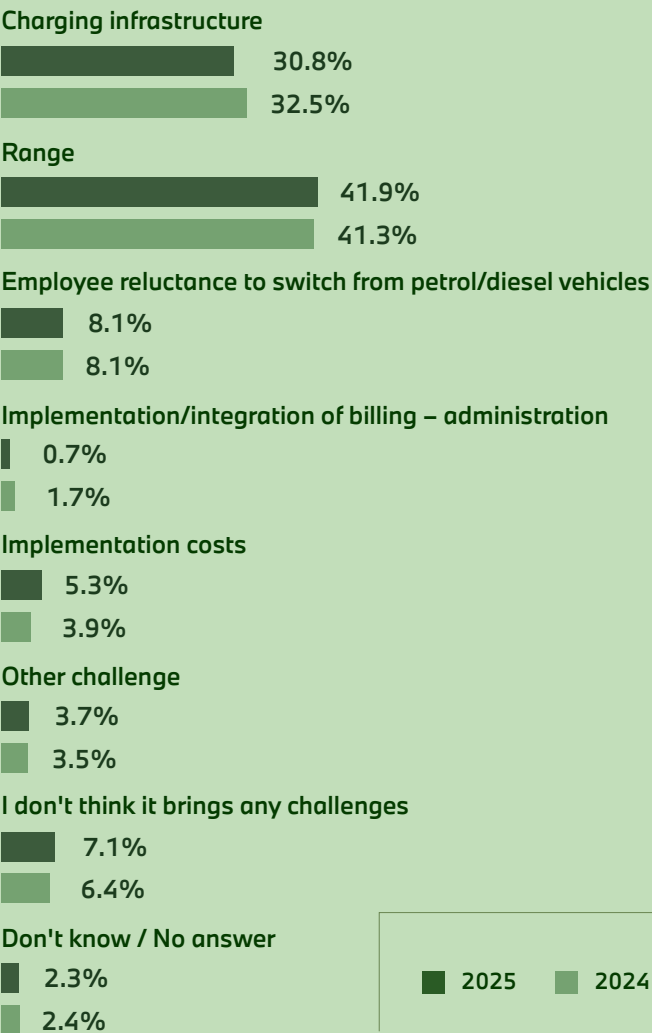 Charging infrastructure
30.8%
32.5%
Range
41.9%
41.3%
Employee reluctance to switch from petrol/diesel vehicles
8.1%
8.1%
Implementation/integration of billing – administration
0.7%
1.7%
Implementation costs
5.3%
3.9%
Other challenge
3.7%
3.5%
I don't think it brings any challenges
7.1%
6.4%
Don't know / No answer
2.3%
2.4%
2025 2024